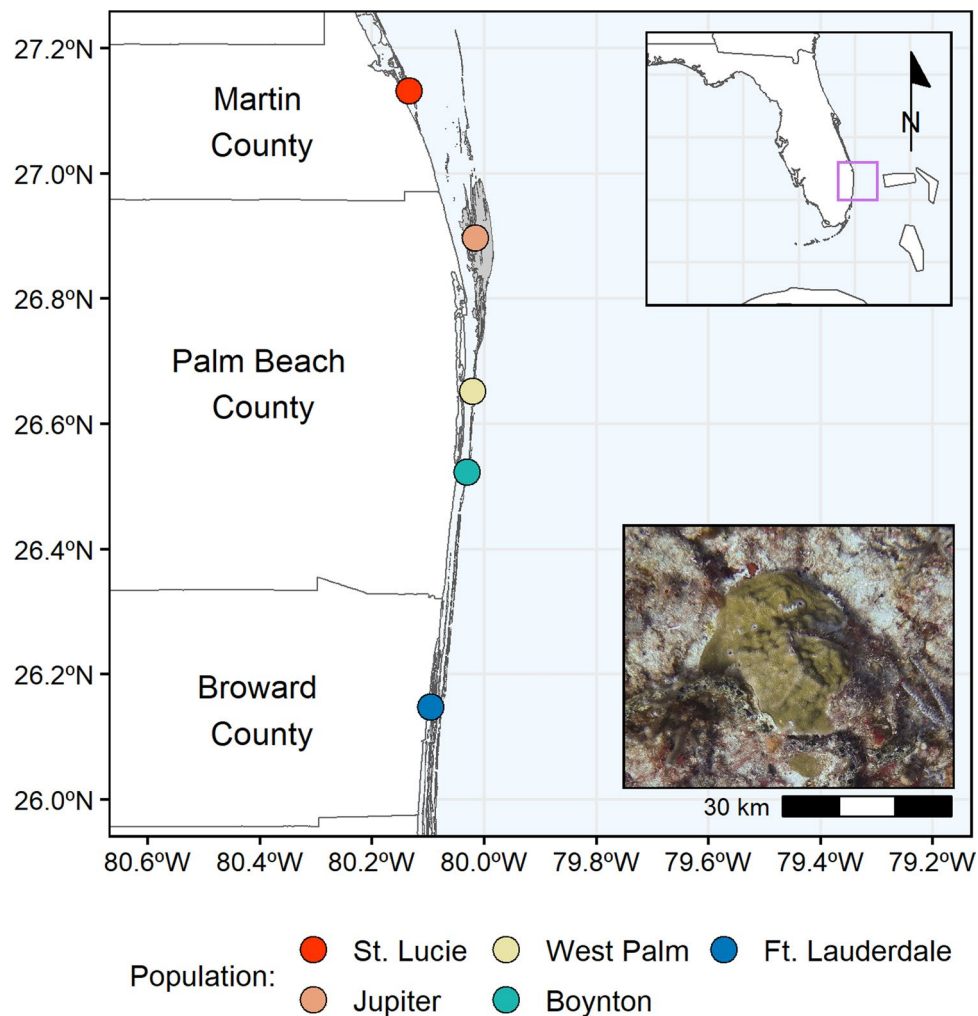 27.2ºN
27.0ºN
26.8ºN
26.6ºN
26.4ºN
26.2ºN
26.0ºN
Martin
County
Palm Beach
County
Broward
County
N
30 km
80.6ºW 80.4ºW 80.2ºW 80.0ºW 79.8ºW 79.6ºW 79.4ºW 79.2ºW
Population:
St. Lucie West Palm Ft. Lauderdale
Jupiter Boynton